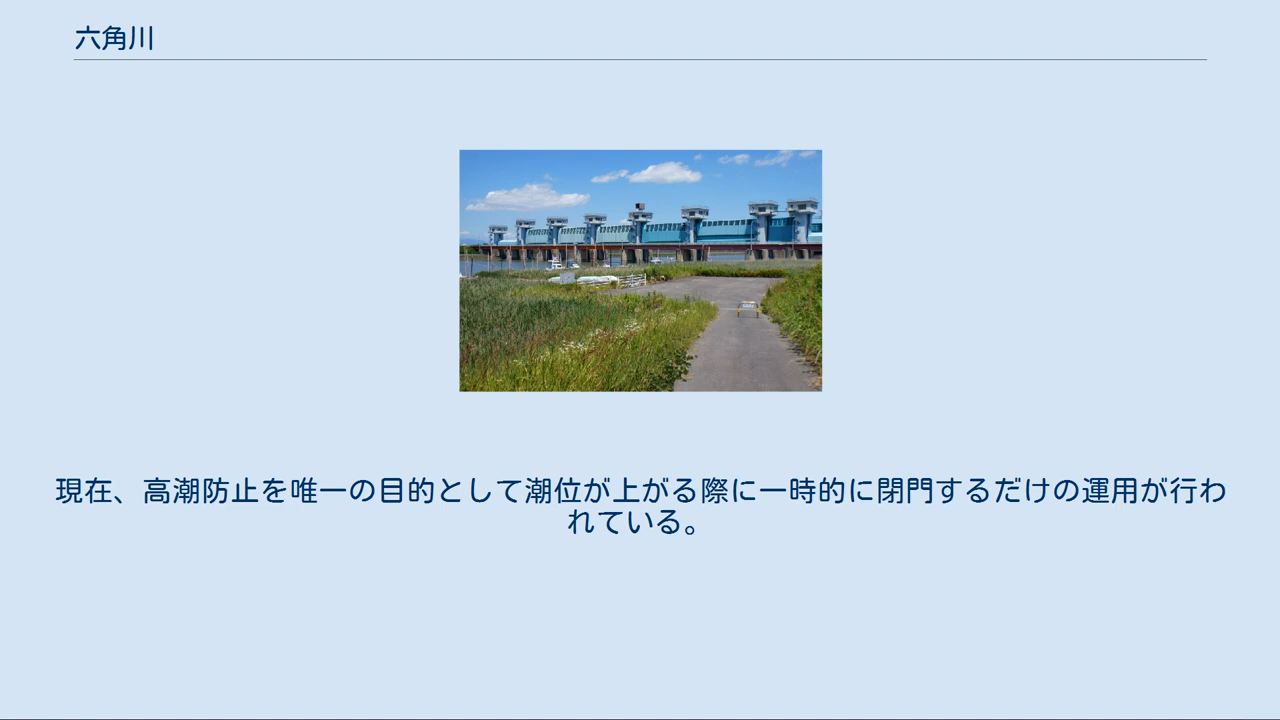 六角川
現在、高潮防止を唯一の目的として潮位が上がる際に一時的に閉門するだけの運用が行わ
れている。